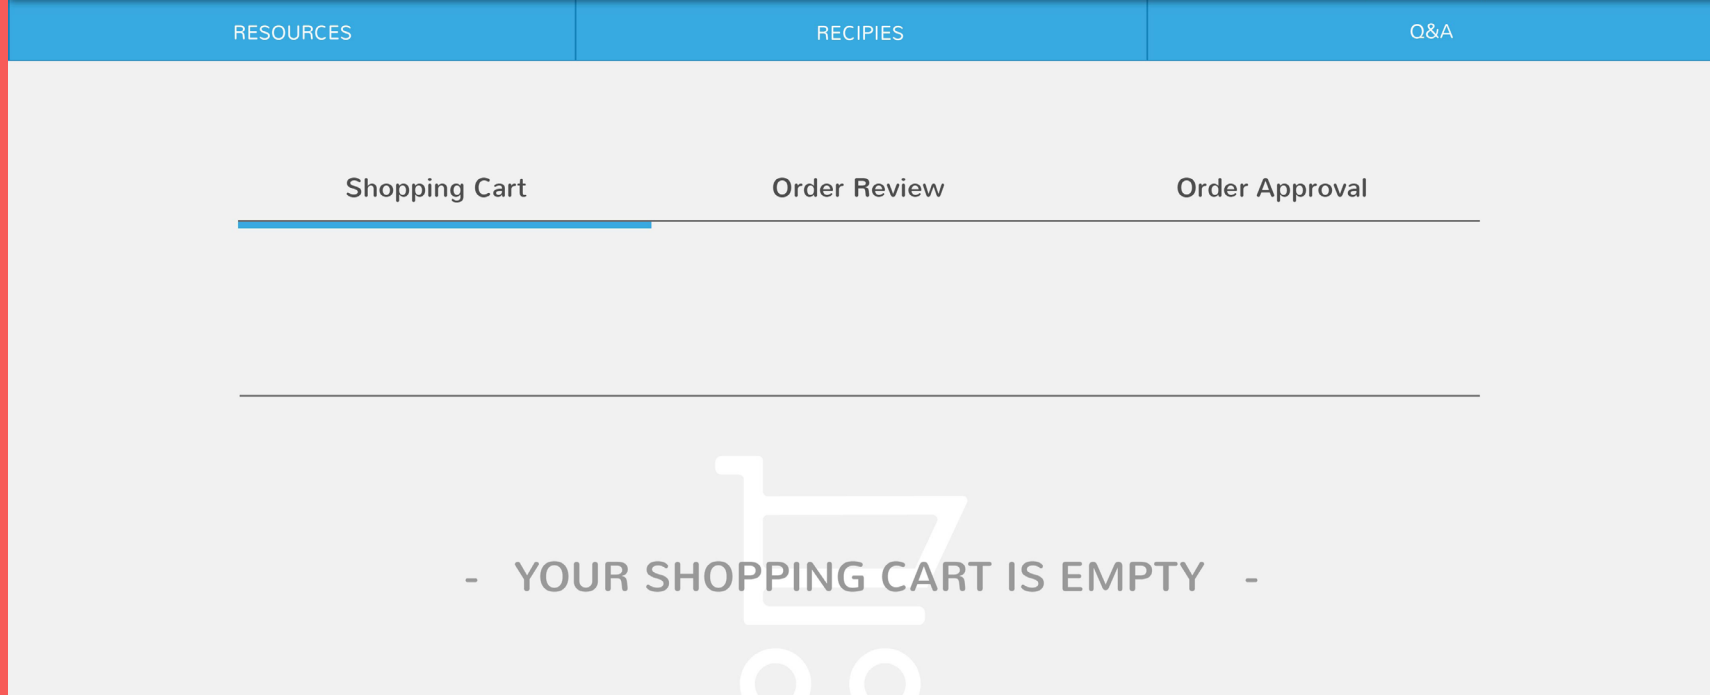 RESOURCES RECIPIES Q&A
Shopping Cart Order Review Order Approval
- YOUR SHOPPING CART IS EMPTY -